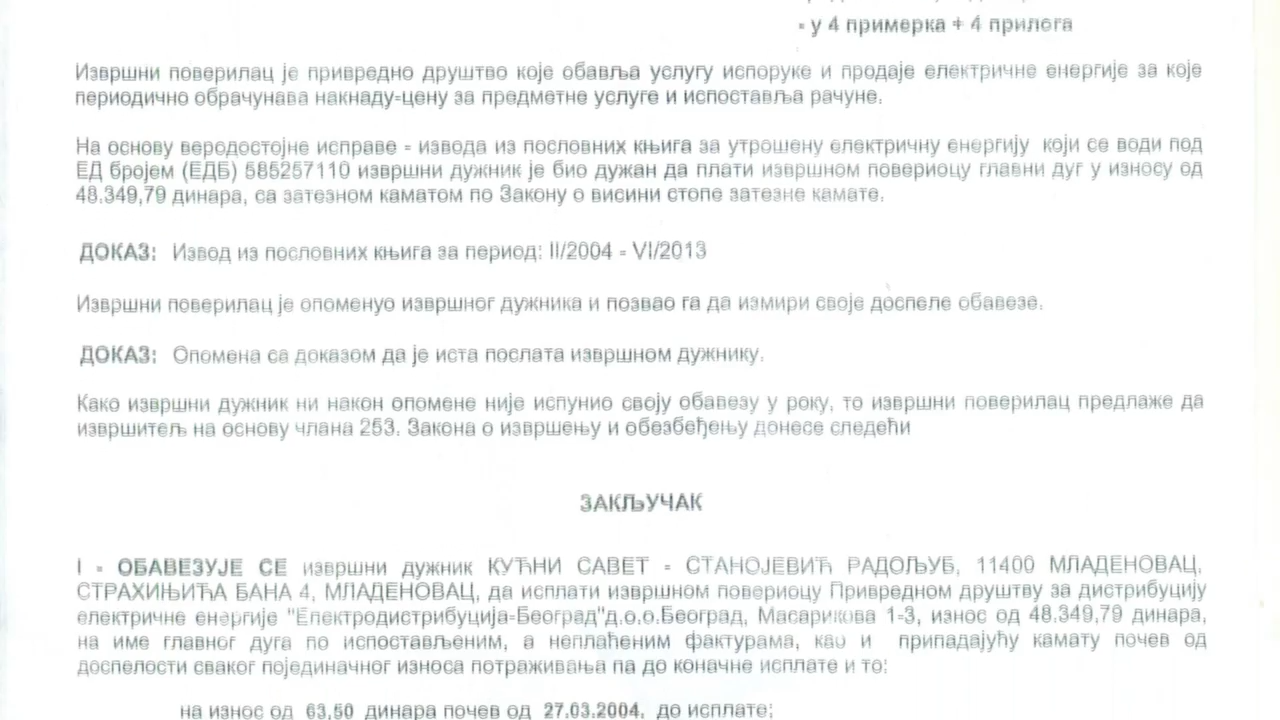 - у 4 примерка + 4 прилога
Извршни поверилац је привредно друштво које обавља услугу испоруке и продаје електричне енергије за које
периодично обрачунава накнаду-цену за предметне услуге и испоставља рачуне.
На основу веродостојне исправе - извода из пословних књига за утрошену електричну енергију који се води под
ЕД бројем (ЕДБ) 585257110 извршни дужник је био дужан да плати извршном повериоцу главни дуг у износу од
48.349,79 динара, са затезном каматом по Закону о висини стопе затезне камате.
ДОКАЗ: Извод из пословних књига за период: II/2004 - VI/2013
Извршни поверилац је опоменуо извршног дужника и позвао га да измири своје доспеле обавезе.
ДОКАЗ: Опомена са доказом да је иста послата извршном дужнику.
Како извршни дужник ни након опомене није испунио своју обавезу у року, то извршни поверилац предлаже да
извршитељ на основу члана 253. Закона о извршењу и обезбеђењу донесе следећи
ЗАКЉУЧАК
I - ОБАВЕЗУЈЕ СЕ извршни дужник КУЋНИ САВЕТ - СТАНОЈЕВИЋ РАДОЉУБ, 11400 МЛАДЕНОВАЦ,
СТРАХИЊИЋА БАНА 4, МЛАДЕНОВАЦ, да исплати извршном повериоцу Привредном друштву за дистрибуцију
електричне енергије "Електродистрибуција-Београд"д.о.о.Београд, Масарикова 1-3, износ од 48.349,79 динара,
на име главног дуга по испостављеним, а неплаћеним фактурама, као и припадајућу камату почев од
доспелости сваког појединачног износа потраживања па до коначне исплате и то:
на износ од 63,50 динара почев од 27.03.2004. до исплате;